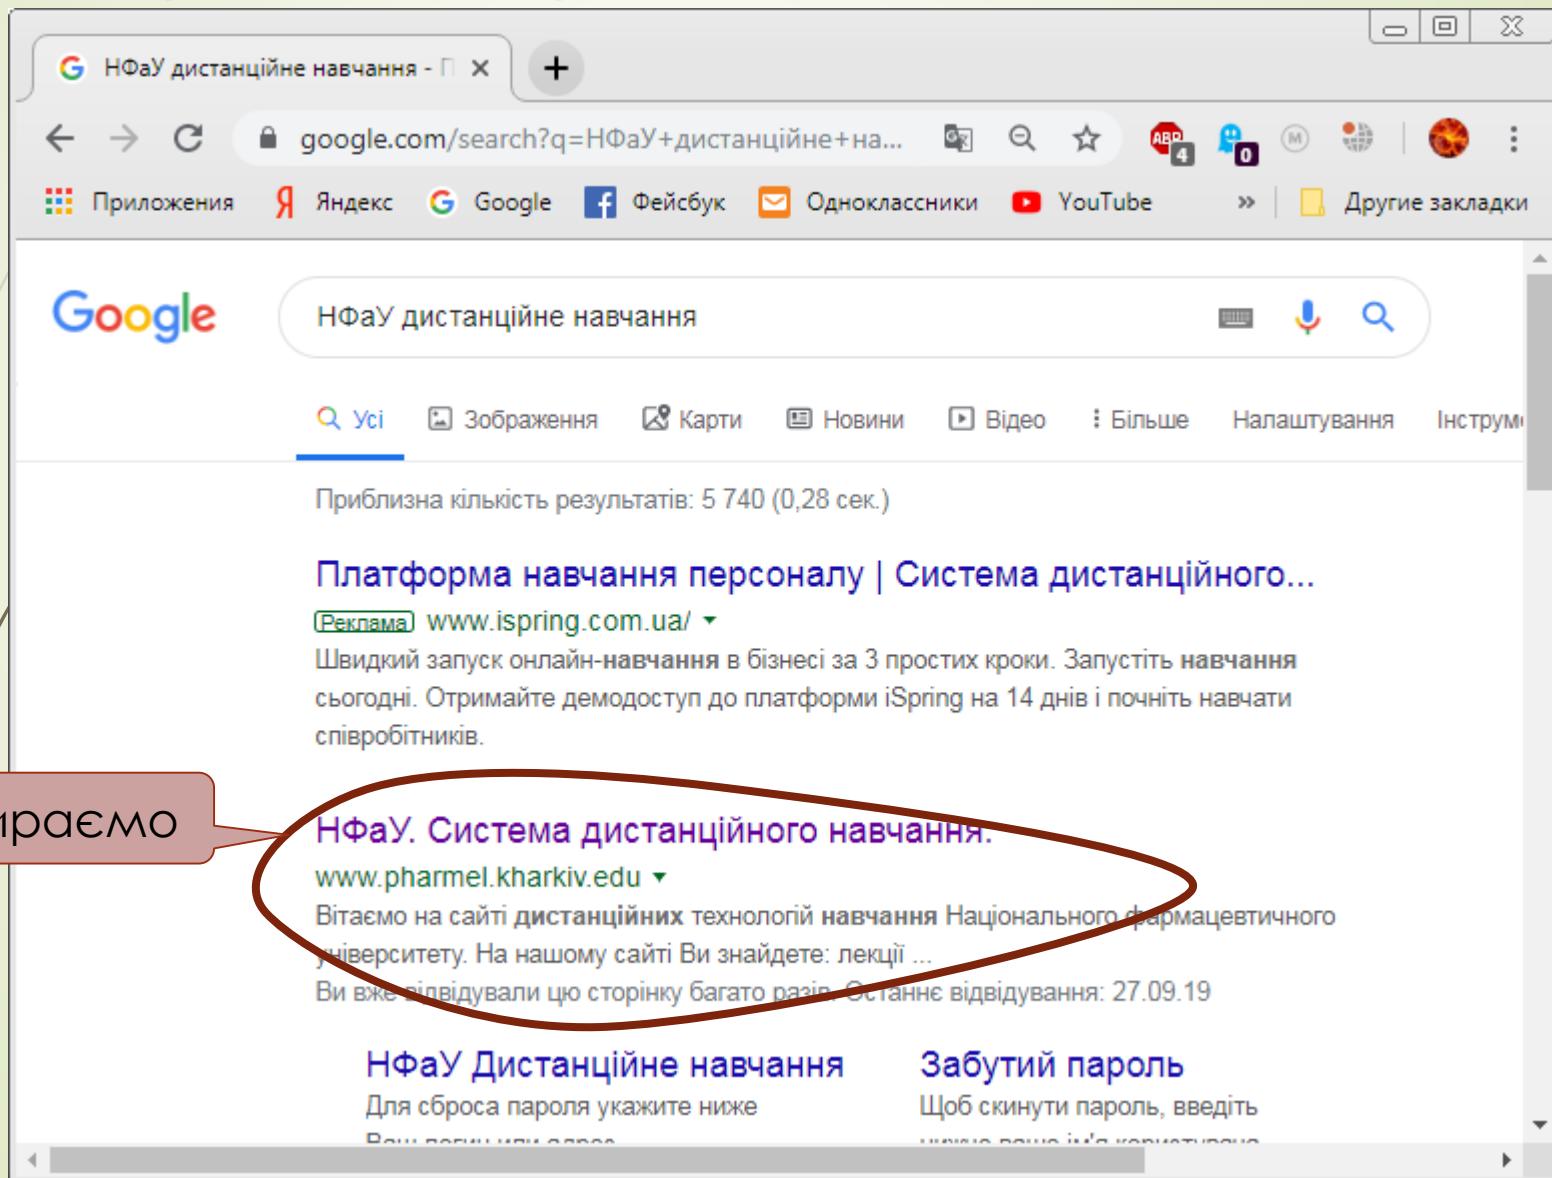 НФаУ дистанційне навчання - П
google.com/search?q=НФаУ+дистанційне+на...
ABP 4 0 M
Приложения Яндекс Google Фейсбук Одноклассники YouTube » Другие закладки
Google НФаУ дистанційне навчання
Усі Зображення Карти Новини Відео Більше Налаштування Інструм
Приблизна кількість результатів: 5 740 (0,28 сек.)
Платформа навчання персоналу | Система дистанційного...
Реклама www.ispring.com.ua/
Швидкий запуск онлайн-навчання в бізнесі за 3 простих кроки. Запустіть навчання
сьогодні. Отримайте демодоступ до платформи iSpring на 14 днів і почніть навчати
співробітників.
ираємо
НФаУ. Система дистанційного навчання.
www.pharmel.kharkiv.edu
Вітаємо на сайті дистанційних технологій навчання Національного фармацевтичного
університету. На нашому сайті Ви знайдете: лекції ...
Ви вже відвідували цю сторінку багато разів. Останнє відвідування: 27.09.19
НФаУ Дистанційне навчання
Для сброса пароля укажите ниже
Забутий пароль
Щоб скинути пароль, введіть